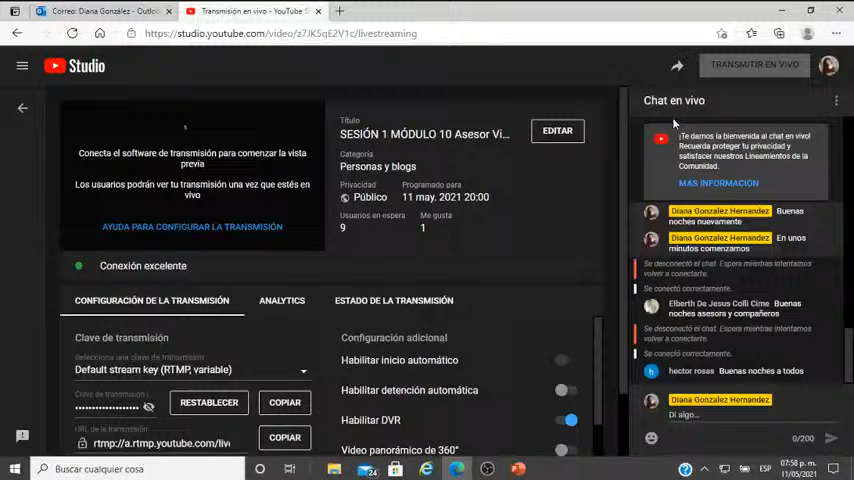 Correo: Diana González - Outlo
Transmisión en vivo - YouTube S
https://studio.youtube.com/video/z7JK5qE2V1c/livestreaming
Studio
TRANSMITIR EN VIVO
Conecta el software de transmisión para comenzar la vista
previa
Los usuarios podrán ver tu transmisión una vez que estés en
vivo
AYUDA PARA CONFIGURAR LA TRANSMISIÓN
Conexión excelente
Título
SESIÓN 1 MÓDULO 10 Asesor Vi...
EDITAR
Categoría
Personas y blogs
Privacidad
Programado para
Público
11 may. 2021 20:00
Usuarios en espera
Me gusta
9
1
CONFIGURACIÓN DE LA TRANSMISIÓN
ANALYTICS
ESTADO DE LA TRANSMISIÓN
Clave de transmisión
Selecciona una clave de transmisión
Default stream key (RTMP, variable)
Clave de transmisión
RESTABLECER
COPIAR
URL de la transmisión
rtmp://a.rtmp.youtube.com/live
COPIAR
Configuración adicional
Habilitar inicio automático
Habilitar detención automática
Habilitar DVR
Video panorámico de 360°
Chat en vivo
¡Te damos la bienvenida al chat en vivo!
Recuerda proteger tu privacidad y
satisfacer nuestros Lineamientos de la
Comunidad.
MÁS INFORMACIÓN
Diana Gonzalez Hernandez Buenas
noches nuevamente
Diana Gonzalez Hernandez En unos
minutos comenzamos
Se desconectó el chat. Espera mientras intentamos
volver a conectarte.
Se conectó correctamente.
Elberth De Jesus Colli Cime Buenas
noches asesora y compañeros
Se desconectó el chat. Espera mientras intentamos
volver a conectarte.
Se conectó correctamente.
h hector rosas Buenas noches a todos
Diana Gonzalez Hernandez
Di algo...
0/200
Buscar cualquier cosa
24
ESP
07:58 p. m.
11/05/2021